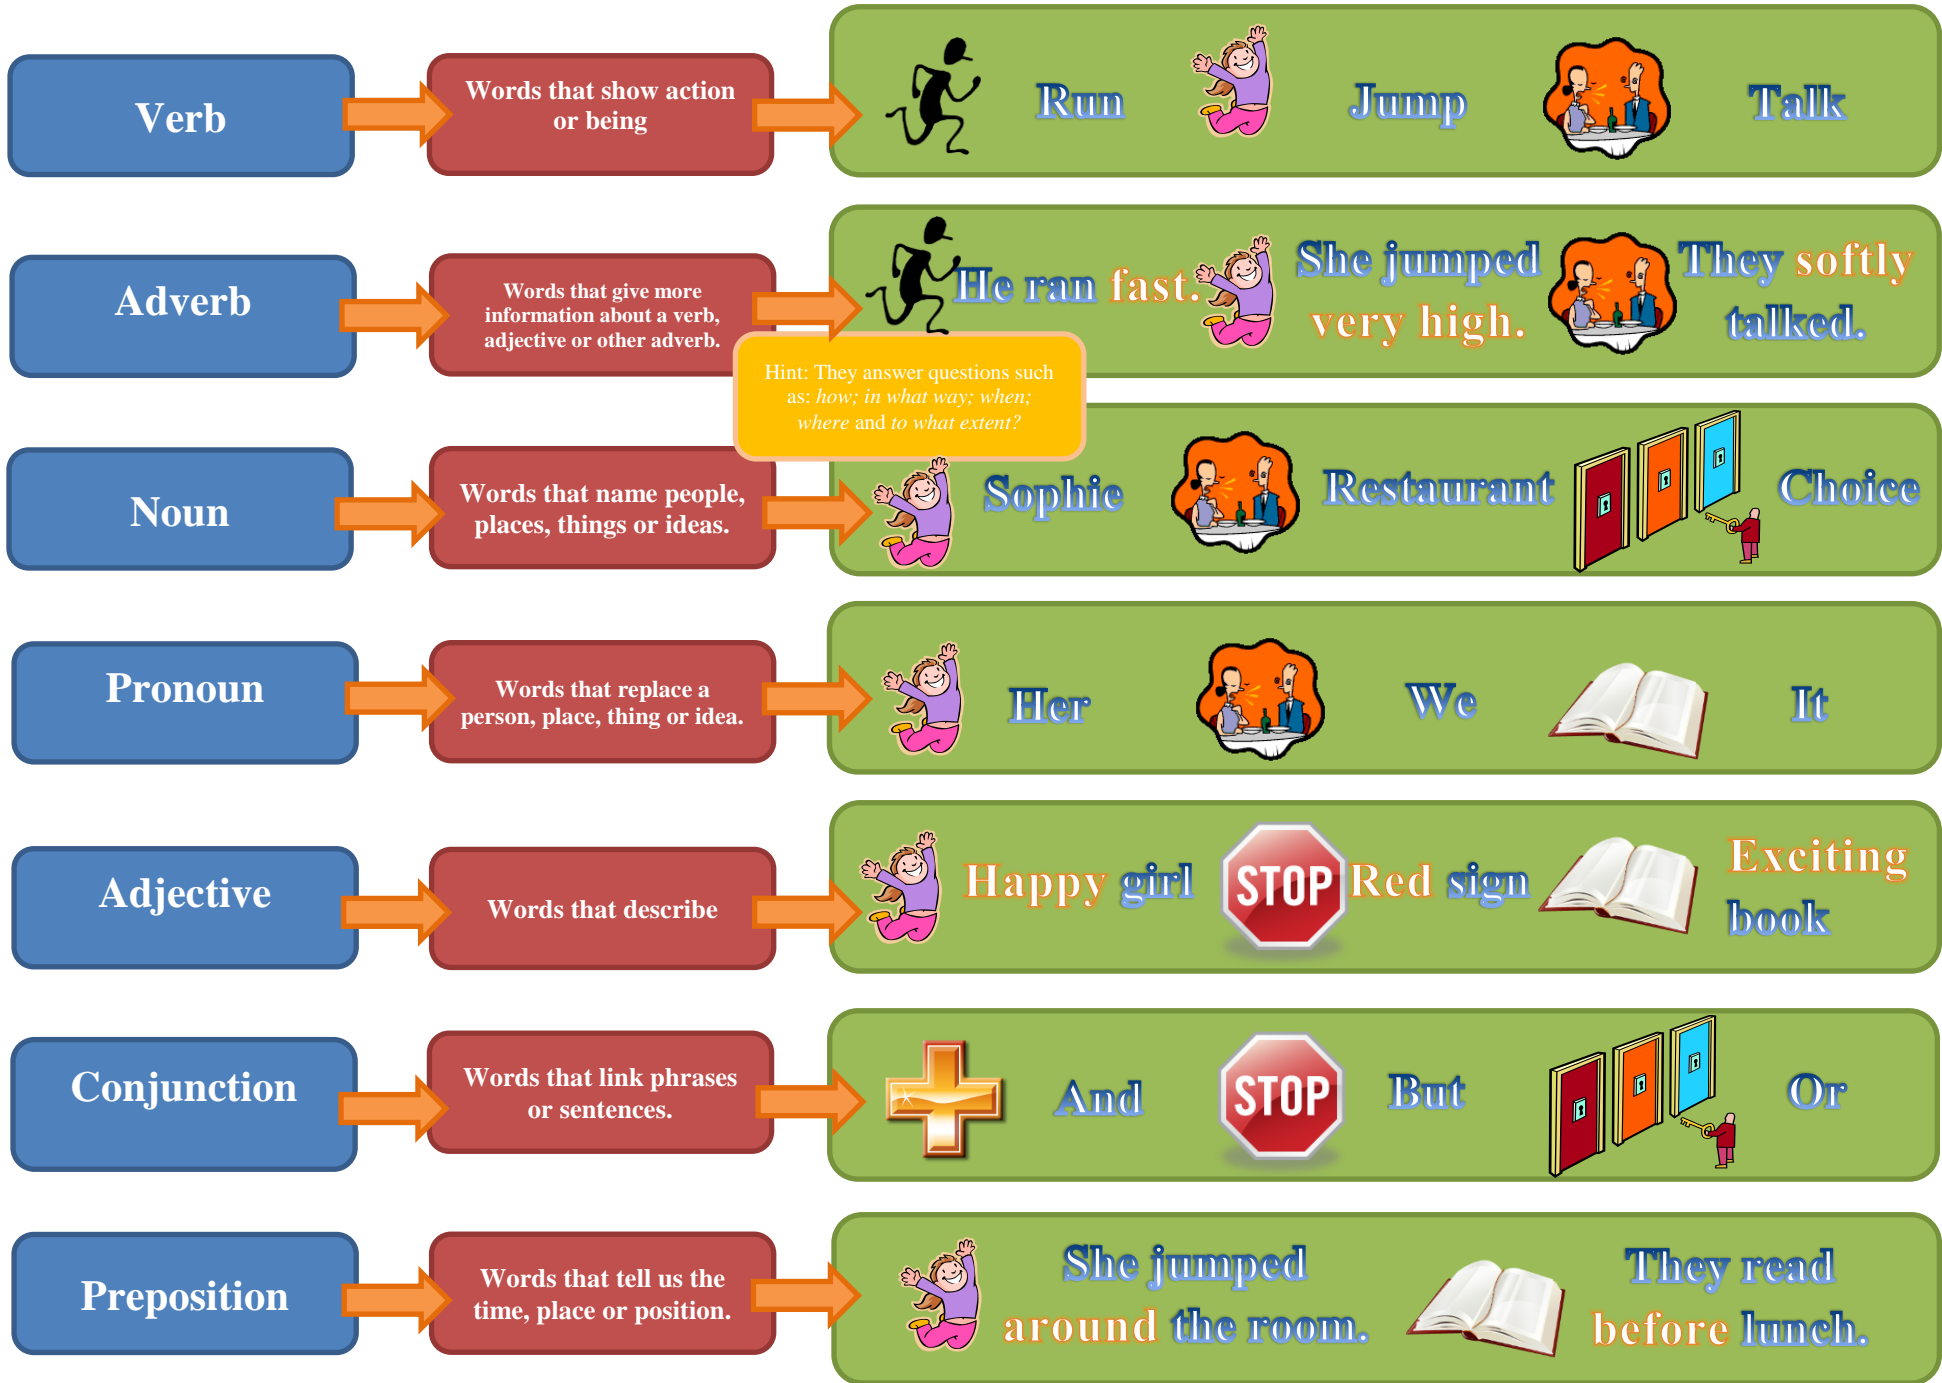 Verb
Words that show action
or being
Run
Jump
Talk
Adverb
Words that give more
information about a verb,
adjective or other adverb.
He ran fast.
She jumped
very high.
They softly
talked.
Hint: They answer questions such
as: how; in what way; when;
where and to what extent?
Noun
Words that name people,
places, things or ideas.
Sophie
Restaurant
Choice
Pronoun
Words that replace a
person, place, thing or idea.
Her
We
It
Adjective
Words that describe
Happy girl
STOP
Red sign
Exciting
book
Conjunction
Words that link phrases
or sentences.
And
STOP
But
Or
Preposition
Words that tell us the
time, place or position.
She jumped
around the room.
They read
before lunch.